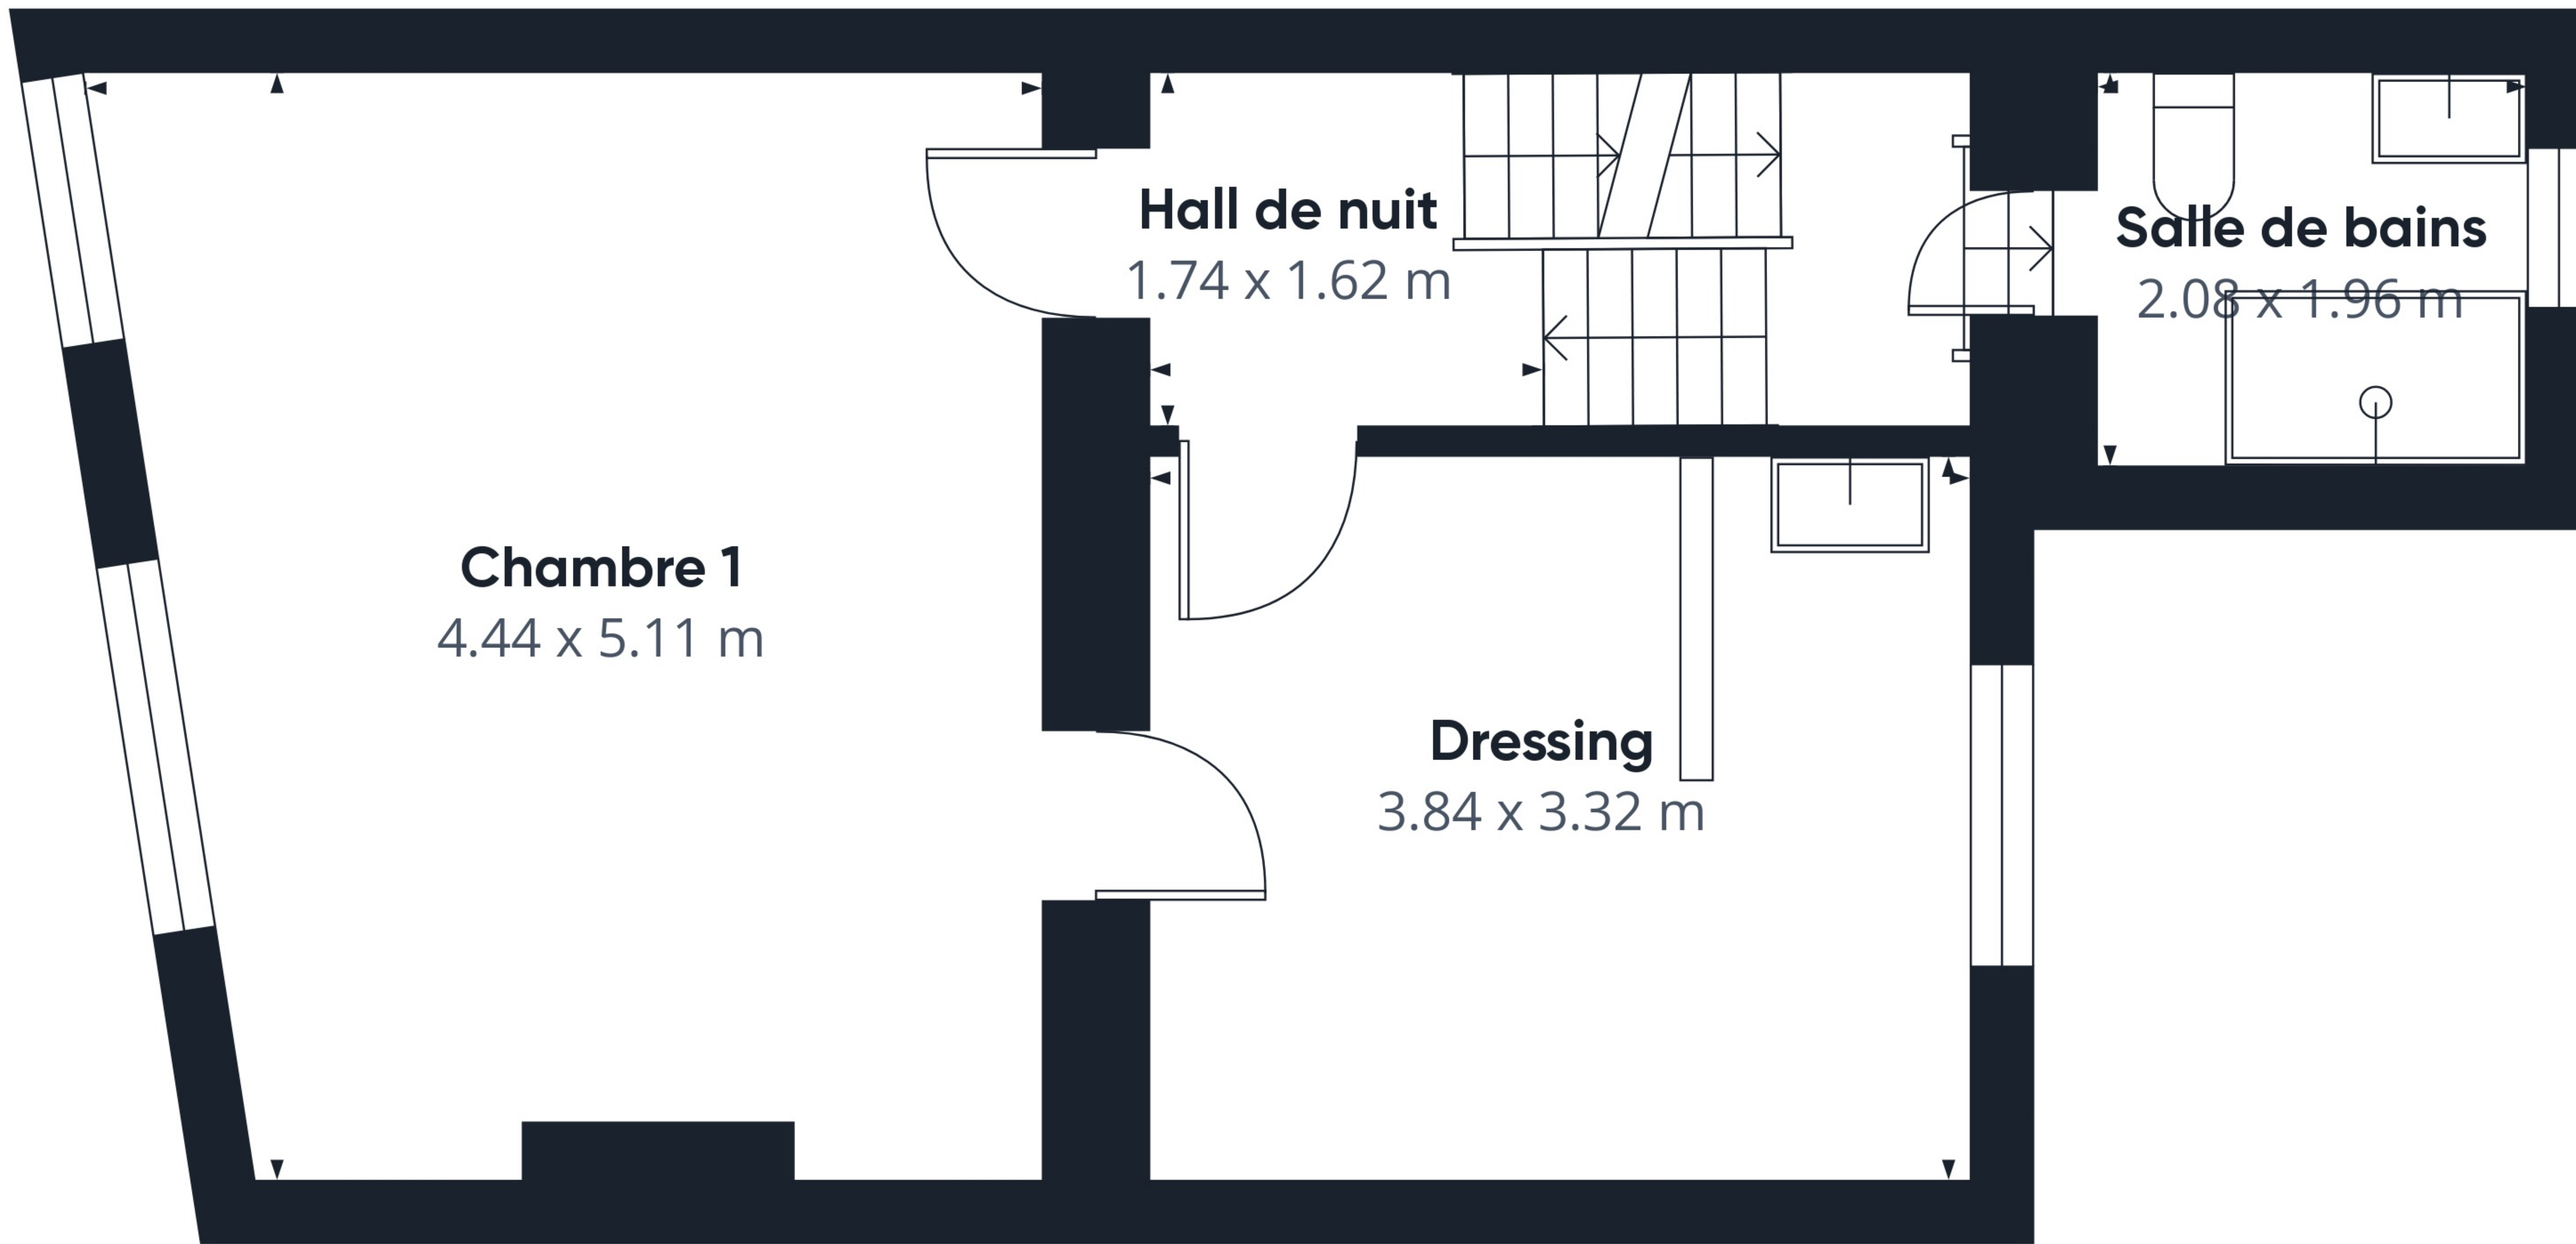 Hall de nuit
1.74 x 1.62 m
Salle de bains
2.08 x 1.96 m
Chambre 1
4.44 x 5.11 m
Dressing
3.84 x 3.32 m